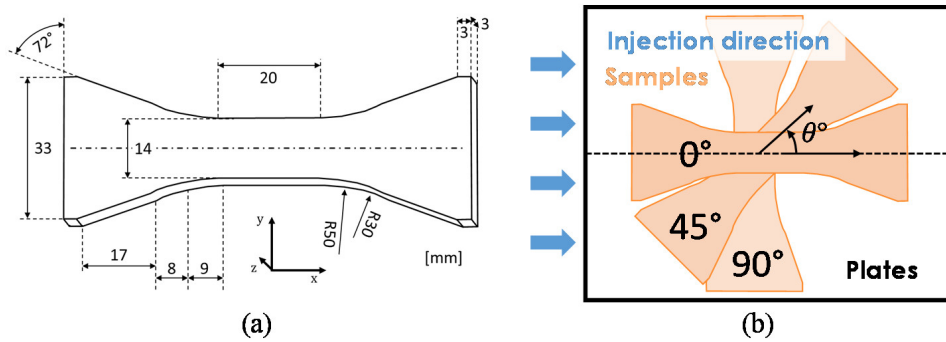 72°
3
3
20
33
14
R50
R30
17
8
9
y
z
x
[mm]
(a)
Injection direction
Samples
θ°
0°
45°
90°
Plates
(b)